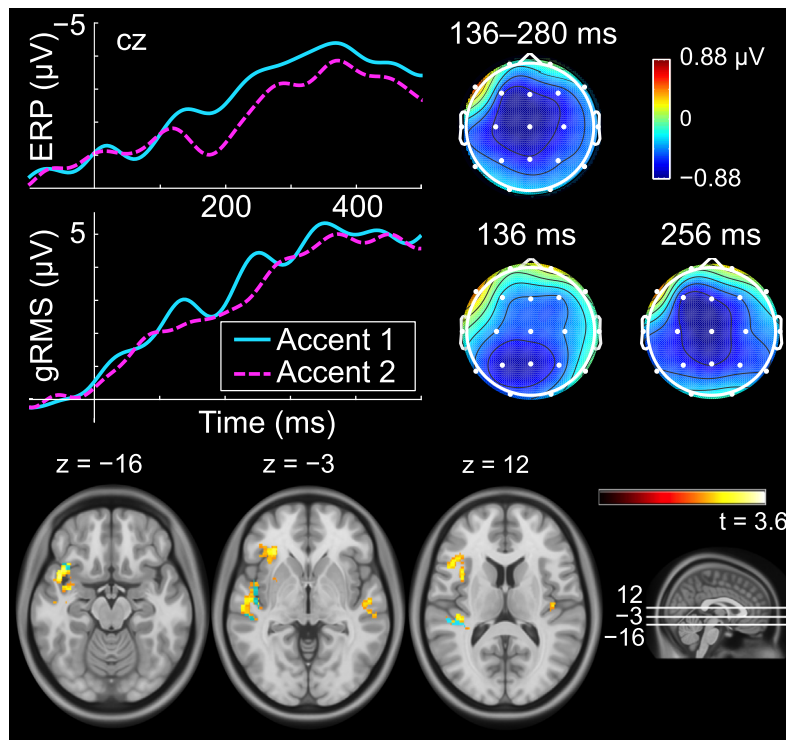 −5
cz
ERP (μV)
136–280 ms
0.88 μV
0
−0.88
200
400
5
gRMS (μV)
Accent 1
Accent 2
Time (ms)
136 ms
256 ms
z = −16
z = −3
z = 12
t = 3.6
12
−3
−16